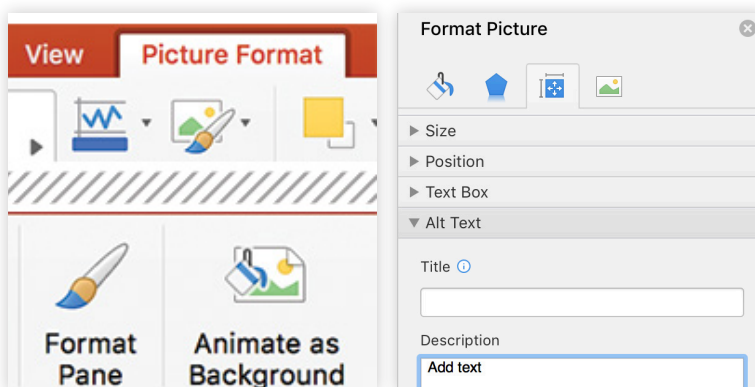 View
Picture Format
Format
Pane
Animate as
Background
Format Picture
Size
Position
Text Box
Alt Text
Title
Description
Add text